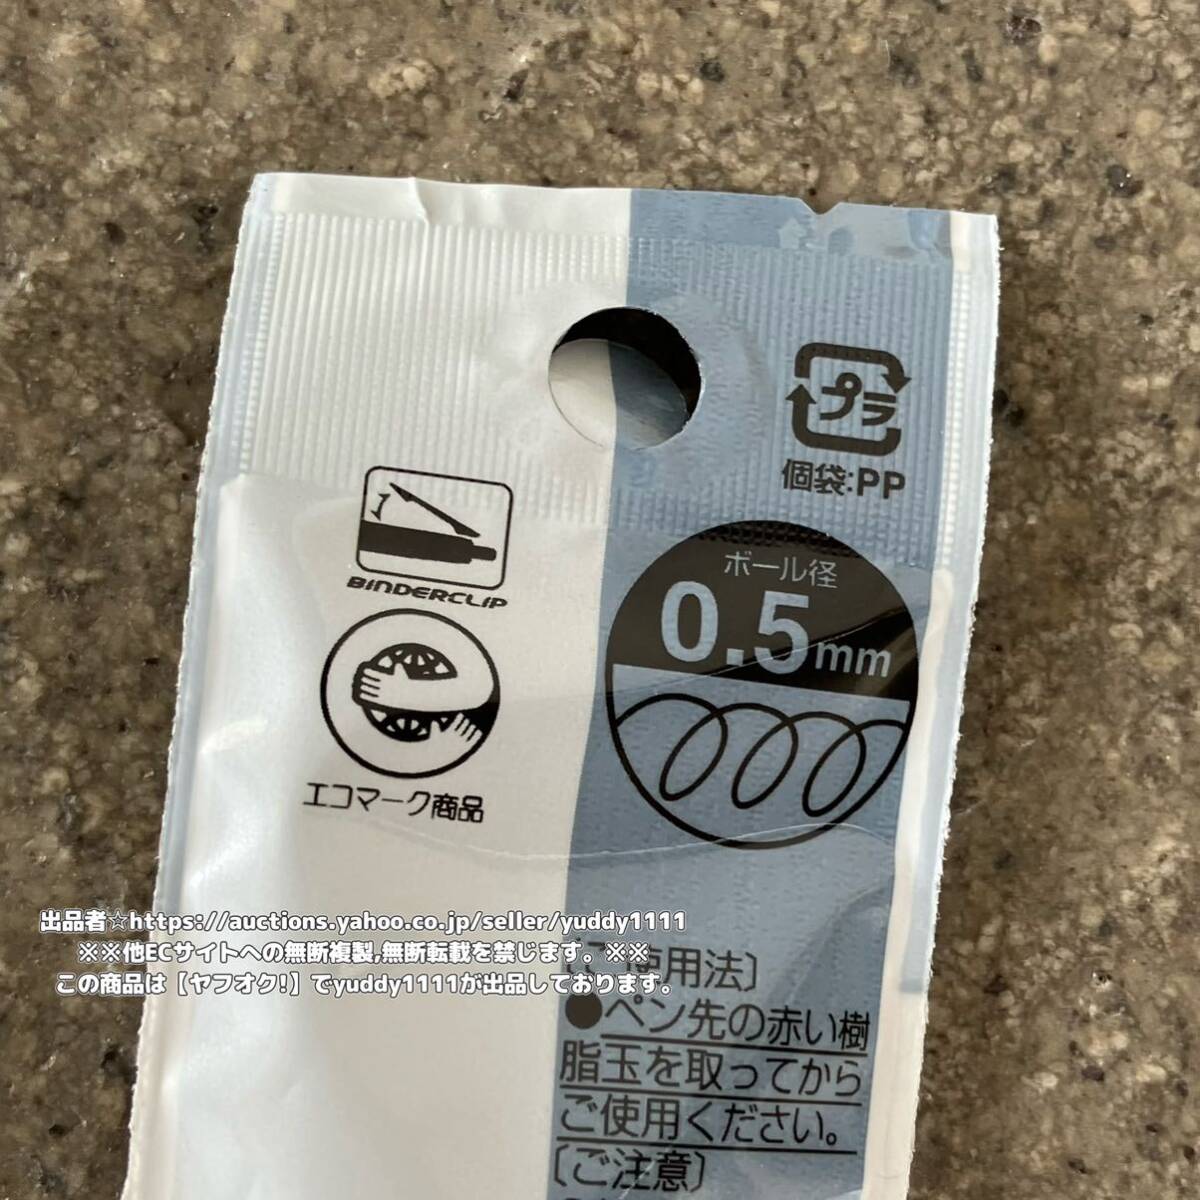 プラ
個袋:PP
BINDERCLIP
ボール径
0.5mm
エコマーク商品
出品者☆https://auctions.yahoo.co.jp/seller/yuddy1111
※※他ECサイトへの無断複製,無断転載を禁じます。※※
この商品は【ヤフオク!】でyuddy1111が出品しております。
〔ご使用法〕
●ペン先の赤い樹
脂玉を取ってから
ご使用ください。
〔ご注意〕